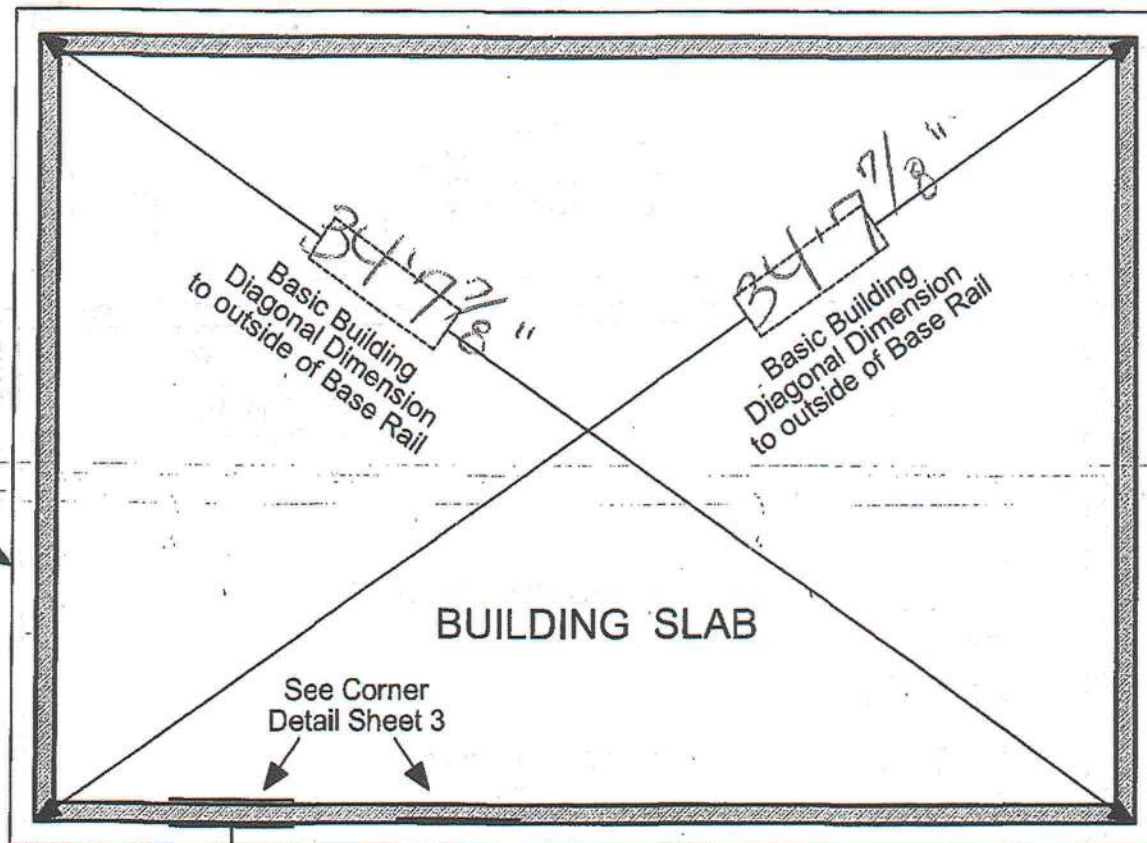 34'7 7/8"
Basic Building
Diagonal Dimension
to outside of Base Rail
34'7 7/8"
Basic Building
Diagonal Dimension
to outside of Base Rail
BUILDING SLAB
See Corner
Detail Sheet 3